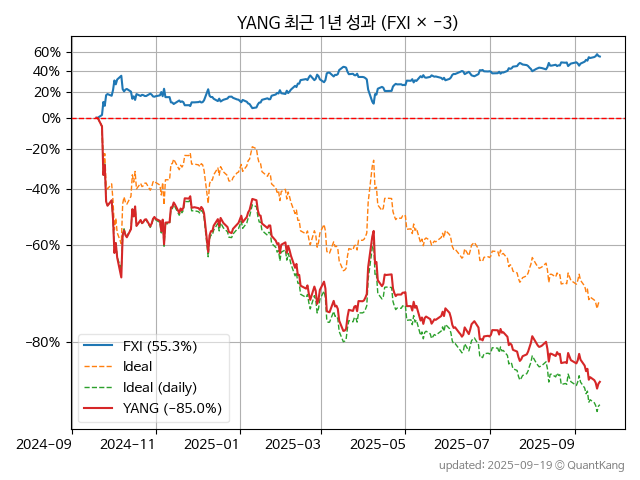 YANG 최근 1년 성과 (FXI × −3)
60%
40%
20%
0%
−20%
−40%
−60%
−80%
FXI (55.3%)
Ideal
Ideal (daily)
YANG (−85.0%)
2024-09
2024-11
2025-01
2025-03
2025-05
2025-07
2025-09
updated: 2025-09-19 © QuantKang